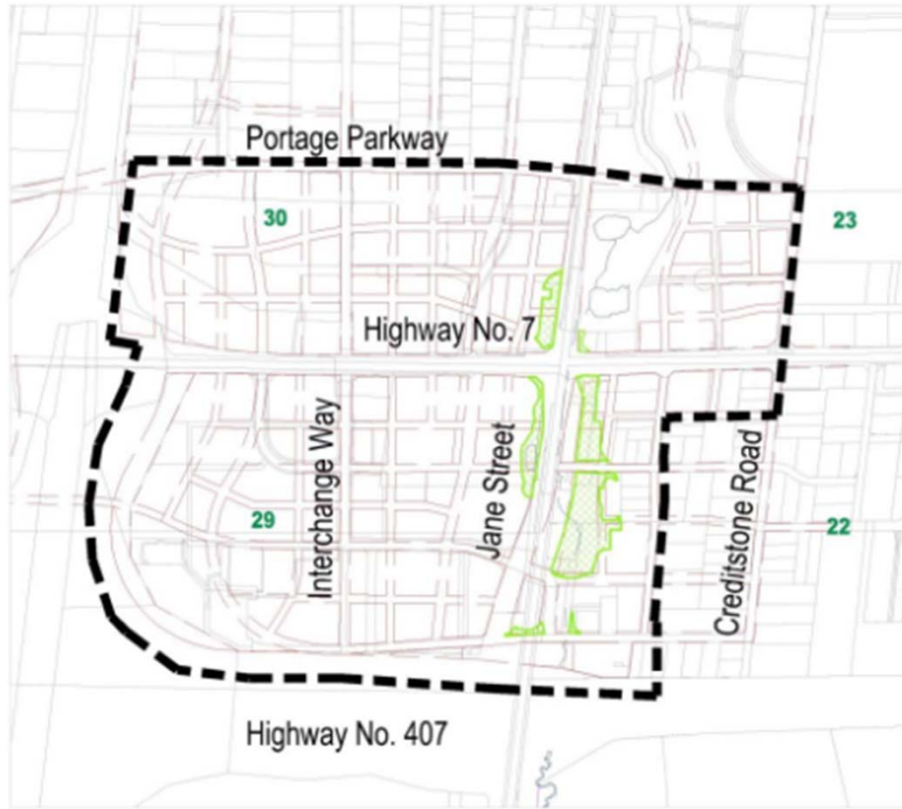 Portage Parkway
30
23
Highway No. 7
Interchange Way
Jane Street
Creditstone Road
29
22
Highway No. 407